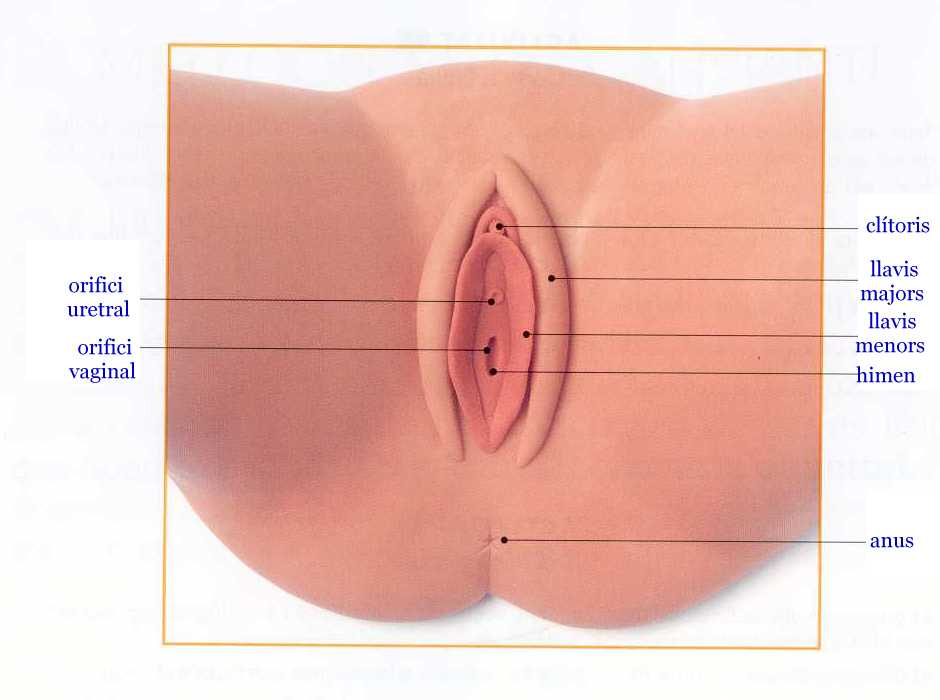 clítoris
llavis
majors
orifici
uretral
llavis
menors
orifici
vaginal
himen
anus